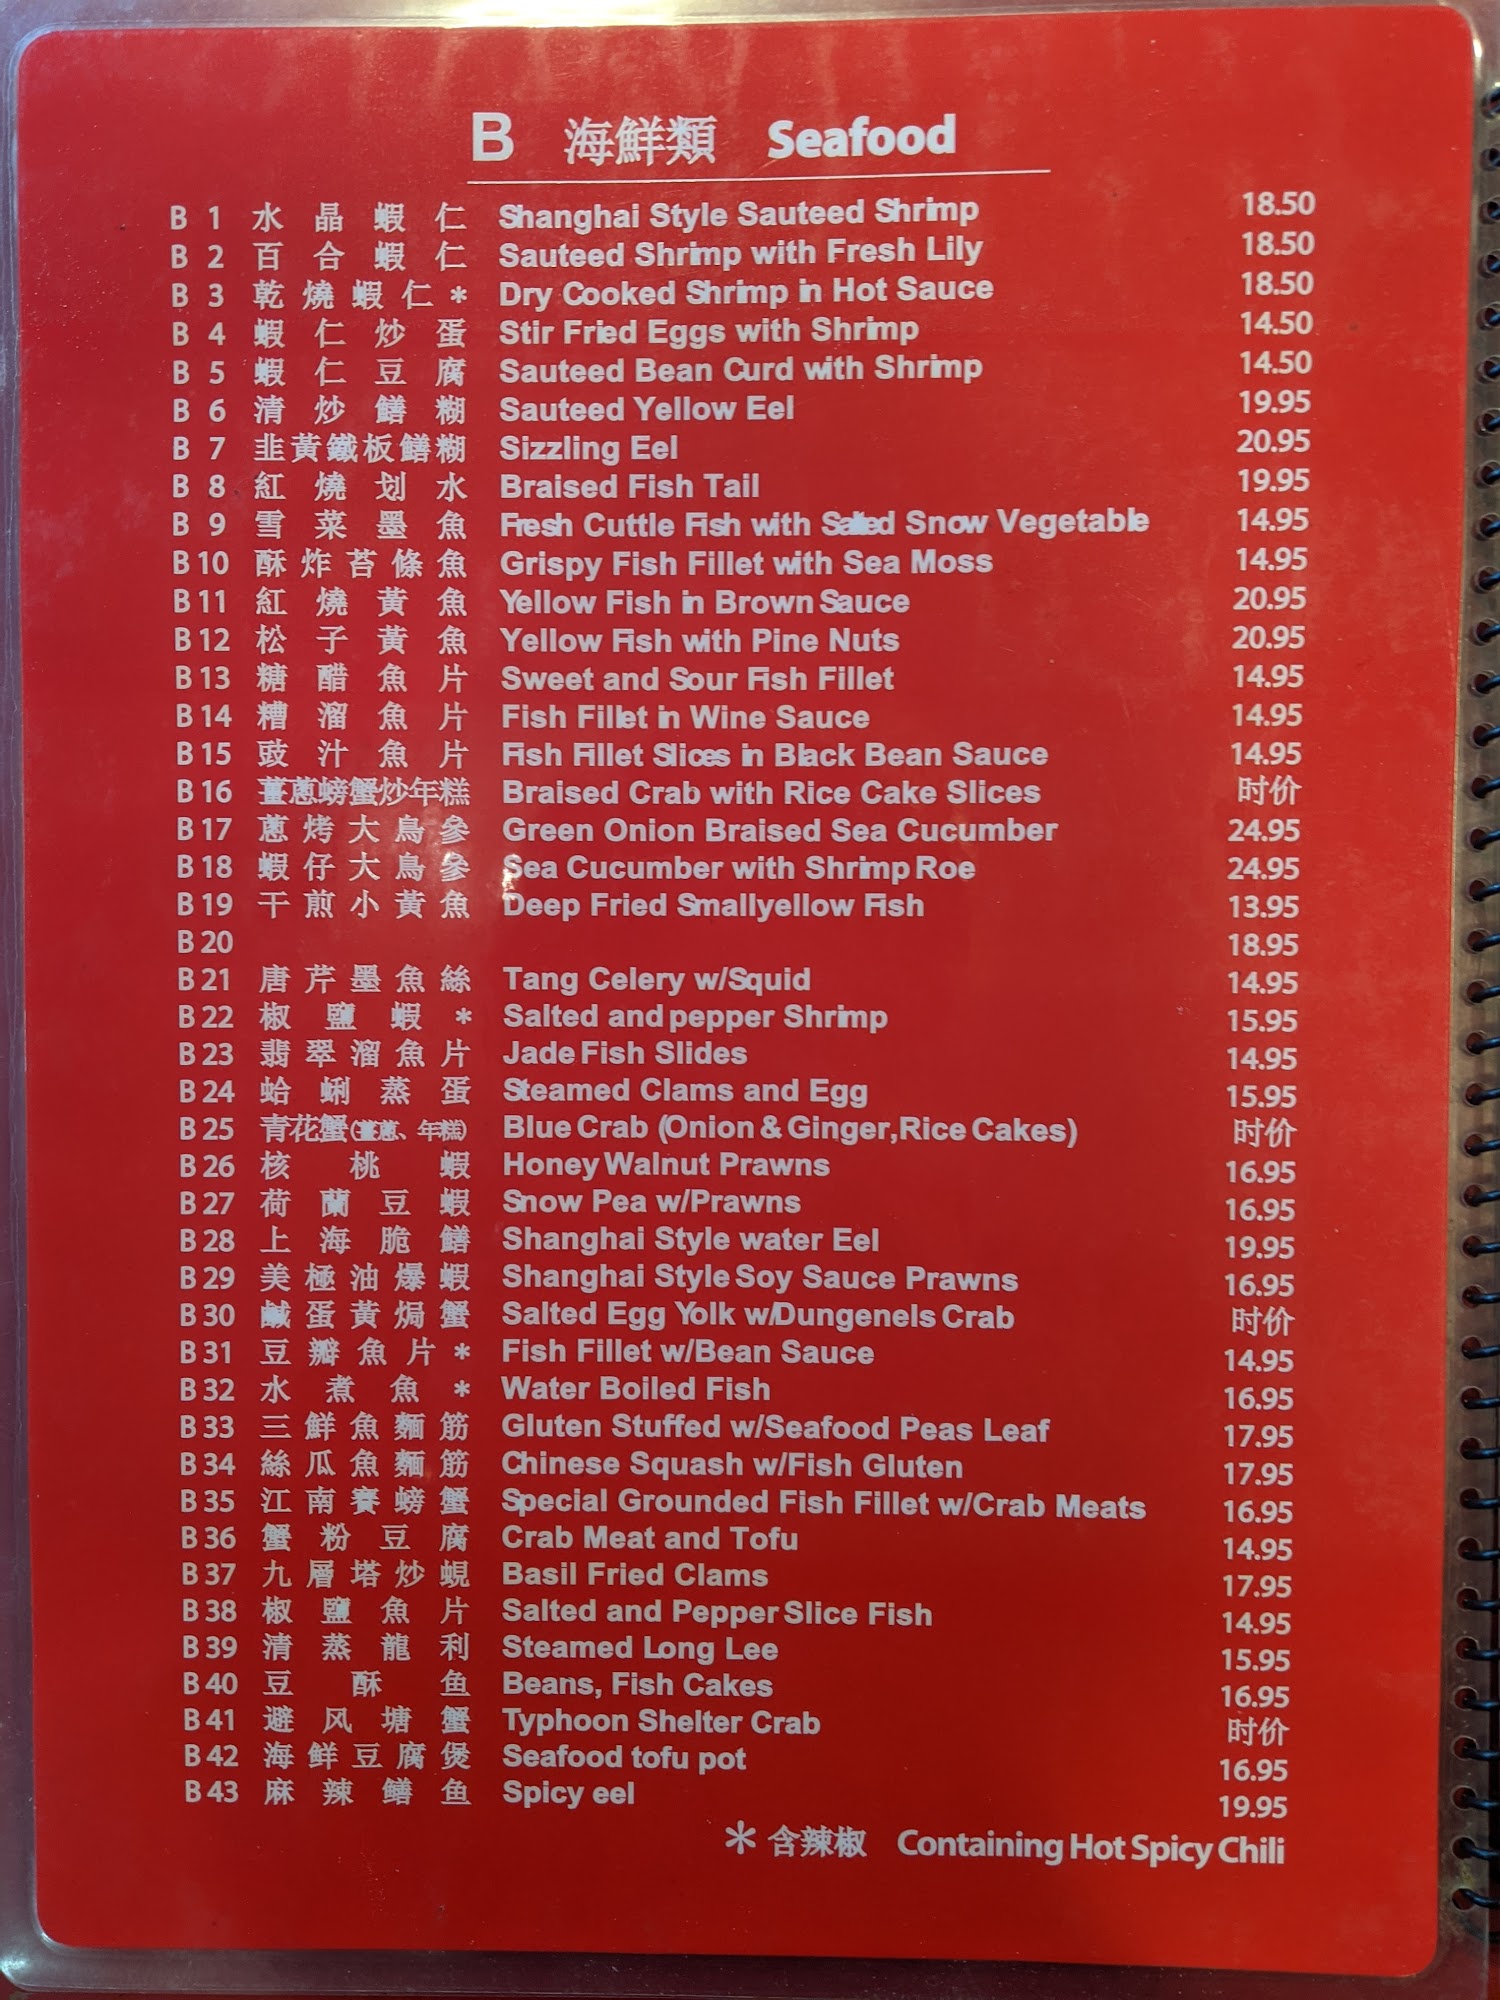 B 海鮮類 Seafood
B 1 水晶蝦仁 Shanghai Style Sauteed Shrimp 18.50
B 2 百合蝦仁 Sauteed Shrimp with Fresh Lily 18.50
B 3 乾燒蝦仁* Dry Cooked Shrimp in Hot Sauce 18.50
B 4 蝦仁炒蛋 Stir Fried Eggs with Shrimp 14.50
B 5 蝦仁豆腐 Sauteed Bean Curd with Shrimp 14.50
B 6 清炒鱔糊 Sauteed Yellow Eel 19.95
B 7 韭黃鐵板鱔糊 Sizzling Eel 20.95
B 8 紅燒划水 Braised Fish Tail 19.95
B 9 雪菜墨魚 Fresh Cuttle Fish with Salted Snow Vegetable 14.95
B10 酥炸苔條魚 Grispy Fish Fillet with Sea Moss 14.95
B11 紅燒黃魚 Yellow Fish in Brown Sauce 20.95
B12 松子黃魚 Yellow Fish with Pine Nuts 20.95
B13 糖醋魚片 Sweet and Sour Fish Fillet 14.95
B14 糟溜魚片 Fish Fillet in Wine Sauce 14.95
B15 豉汁魚片 Fish Fillet Slices in Black Bean Sauce 14.95
B16 薑蔥螃蟹炒年糕 Braised Crab with Rice Cake Slices 时价
B17 蔥烤大鳥參 Green Onion Braised Sea Cucumber 24.95
B18 蝦仔大鳥參 Sea Cucumber with Shrimp Roe 24.95
B19 干煎小黃魚 Deep Fried Smallyellow Fish 13.95
B20 18.95
B21 唐芹墨魚絲 Tang Celery w/Squid 14.95
B22 椒鹽蝦* Salted and pepper Shrimp 15.95
B23 翡翠溜魚片 Jade Fish Slides 14.95
B24 蛤蜊蒸蛋 Steamed Clams and Egg 15.95
B25 青花蟹(薑蔥、年糕) Blue Crab (Onion & Ginger,Rice Cakes) 时价
B26 核桃蝦 Honey Walnut Prawns 16.95
B27 荷蘭豆蝦 Snow Pea w/Prawns 16.95
B28 上海脆鱔 Shanghai Style water Eel 19.95
B29 美極油爆蝦 Shanghai Style Soy Sauce Prawns 16.95
B30 鹹蛋黃焗蟹 Salted Egg Yolk w/Dungenels Crab 时价
B31 豆瓣魚片* Fish Fillet w/Bean Sauce 14.95
B32 水煮魚* Water Boiled Fish 16.95
B33 三鮮魚麵筋 Gluten Stuffed w/Seafood Peas Leaf 17.95
B34 絲瓜魚麵筋 Chinese Squash w/Fish Gluten 17.95
B35 江南賽螃蟹 Special Grounded Fish Fillet w/Crab Meats 16.95
B36 蟹粉豆腐 Crab Meat and Tofu 14.95
B37 九層塔炒蜆 Basil Fried Clams 17.95
B38 椒鹽魚片 Salted and Pepper Slice Fish 14.95
B39 清蒸龍利 Steamed Long Lee 15.95
B40 豆酥鱼 Beans, Fish Cakes 16.95
B41 避风塘蟹 Typhoon Shelter Crab 时价
B42 海鮮豆腐煲 Seafood tofu pot 16.95
B43 麻辣鱔鱼 Spicy eel 19.95
* 含辣椒 Containing Hot Spicy Chili